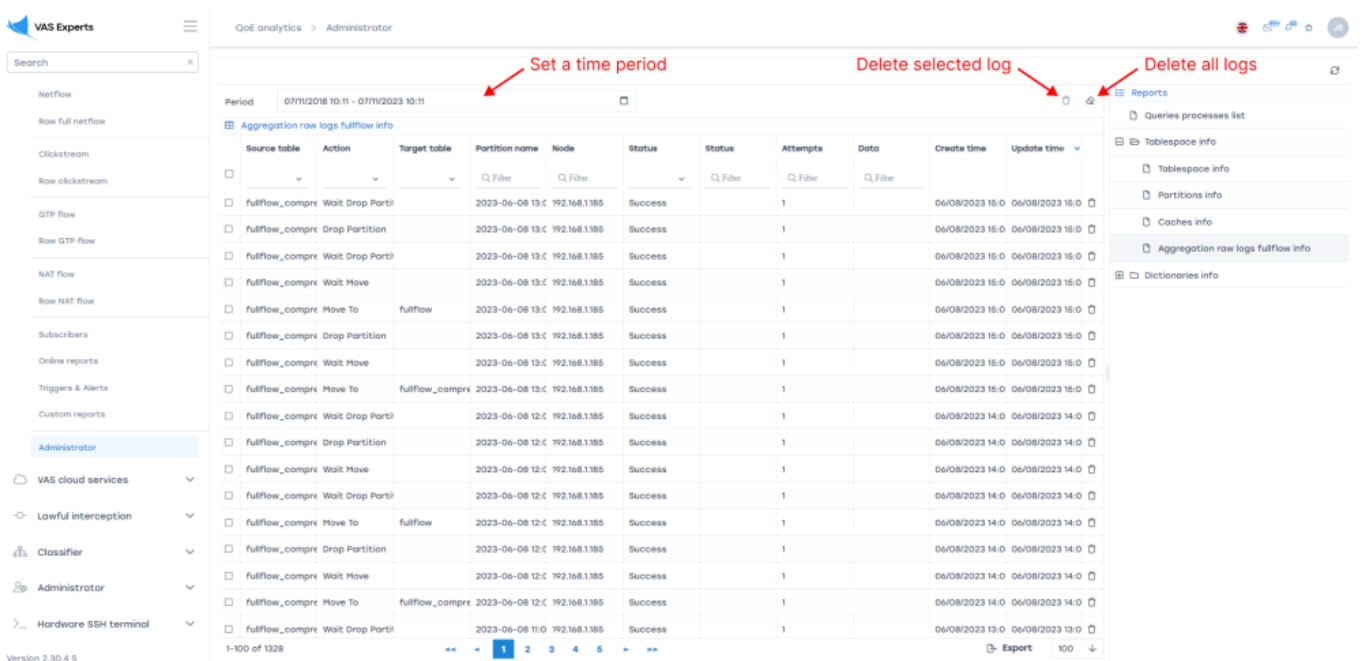 VAS Experts
QoE analytics > Administrator
JB
Search
Set a time period
Delete selected log
Delete all logs
Netflow
Raw full netflow
Clickstream
Raw clickstream
GTP flow
Raw GTP flow
NAT flow
Raw NAT flow
Subscribers
Online reports
Triggers & Alerts
Custom reports
Administrator
VAS cloud services
Lawful interception
Classifier
Administrator
Hardware SSH terminal
Version 2.30.4 S
Period 07/11/2018 10:11 - 07/11/2023 10:11
Aggregation raw logs fullflow info
Source table Action Target table Partition name Node Status Status Attempts Data Create time Update time
Filter Filter Filter Filter Filter
fullflow_compre Wait Drop Parti 2023-06-08 13:0 192.168.1.185 Success 1 06/08/2023 15:0 06/08/2023 15:0
fullflow_compre Drop Partition 2023-06-08 13:0 192.168.1.185 Success 1 06/08/2023 15:0 06/08/2023 15:0
fullflow_compre Wait Drop Parti 2023-06-08 13:0 192.168.1.185 Success 1 06/08/2023 15:0 06/08/2023 15:0
fullflow_compre Wait Move 2023-06-08 13:0 192.168.1.185 Success 1 06/08/2023 15:0 06/08/2023 15:0
fullflow_compre Move To fullflow 2023-06-08 13:0 192.168.1.185 Success 1 06/08/2023 15:0 06/08/2023 15:0
fullflow_compre Drop Partition 2023-06-08 13:0 192.168.1.185 Success 1 06/08/2023 15:0 06/08/2023 15:0
fullflow_compre Wait Move 2023-06-08 13:0 192.168.1.185 Success 1 06/08/2023 15:0 06/08/2023 15:0
fullflow_compre Move To fullflow_compre 2023-06-08 13:0 192.168.1.185 Success 1 06/08/2023 15:0 06/08/2023 15:0
fullflow_compre Wait Drop Parti 2023-06-08 12:0 192.168.1.185 Success 1 06/08/2023 14:0 06/08/2023 14:0
fullflow_compre Drop Partition 2023-06-08 12:0 192.168.1.185 Success 1 06/08/2023 14:0 06/08/2023 14:0
fullflow_compre Wait Move 2023-06-08 12:0 192.168.1.185 Success 1 06/08/2023 14:0 06/08/2023 14:0
fullflow_compre Wait Drop Parti 2023-06-08 12:0 192.168.1.185 Success 1 06/08/2023 14:0 06/08/2023 14:0
fullflow_compre Move To fullflow 2023-06-08 12:0 192.168.1.185 Success 1 06/08/2023 14:0 06/08/2023 14:0
fullflow_compre Drop Partition 2023-06-08 12:0 192.168.1.185 Success 1 06/08/2023 14:0 06/08/2023 14:0
fullflow_compre Wait Move 2023-06-08 12:0 192.168.1.185 Success 1 06/08/2023 14:0 06/08/2023 14:0
fullflow_compre Move To fullflow_compre 2023-06-08 12:0 192.168.1.185 Success 1 06/08/2023 14:0 06/08/2023 14:0
fullflow_compre Wait Drop Parti 2023-06-08 11:0 192.168.1.185 Success 1 06/08/2023 13:0 06/08/2023 13:0
1-100 of 1328 << < 1 2 3 4 5 > >> Export 100
Reports
Queries processes list
Tablespace info
Tablespace info
Partitions info
Caches info
Aggregation raw logs fullflow info
Dictionaries info